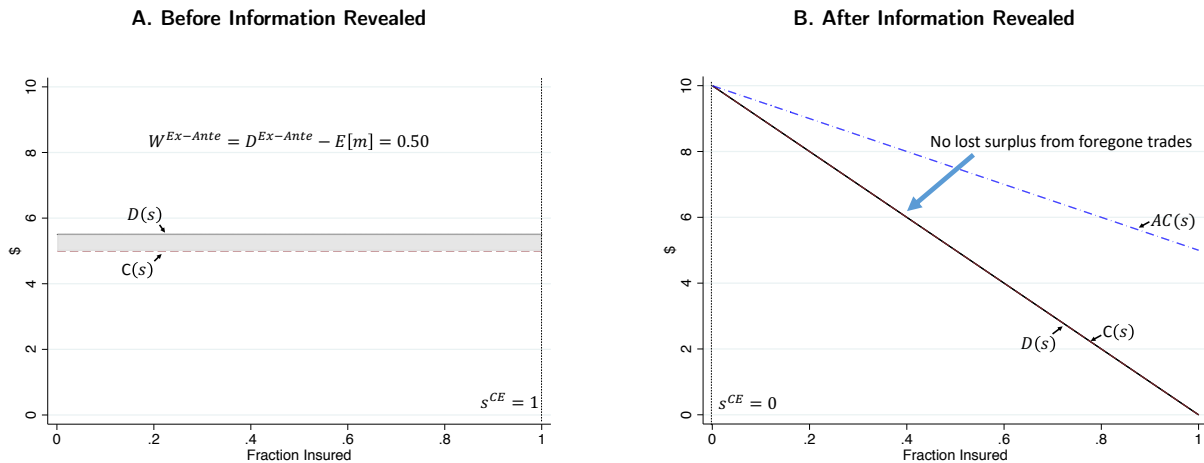 A. Before Information Revealed
10
8
6
4
2
0
$
W^{Ex-Ante} = D^{Ex-Ante} − E[m] = 0.50
D(s)
C(s)
s^{CE} = 1
0 .2 .4 .6 .8 1
Fraction Insured
B. After Information Revealed
10
8
6
4
2
0
$
No lost surplus from foregone trades
AC(s)
C(s)
D(s)
s^{CE} = 0
0 .2 .4 .6 .8 1
Fraction Insured